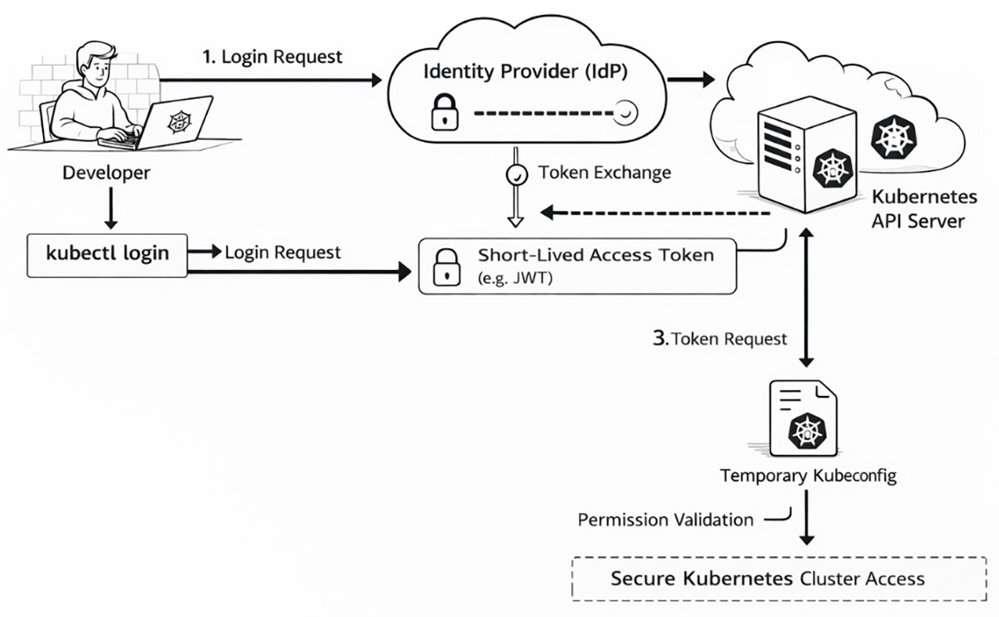 1. Login Request
Identity Provider (IdP)
Developer
Token Exchange
Kubernetes
API Server
kubectl login
Login Request
Short-Lived Access Token
(e.g. JWT)
3. Token Request
Temporary Kubeconfig
Permission Validation
Secure Kubernetes Cluster Access